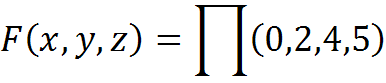 F(x, y, z) = ∏(0,2,4,5)